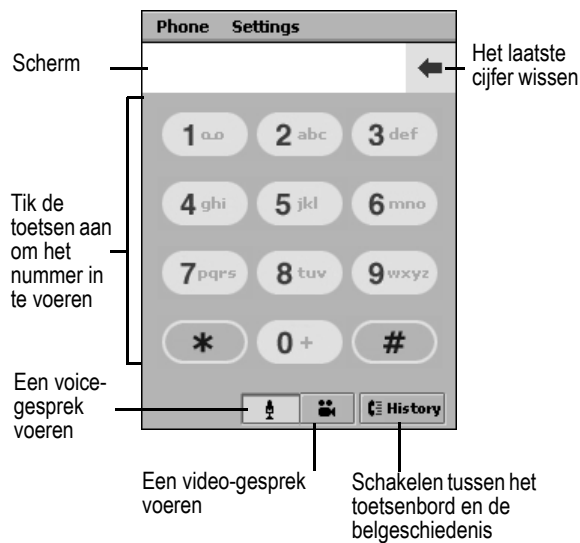 Phone Settings
Scherm
Het laatste
cijfer wissen
1
2 abc
3 def
Tik de
toetsen aan
om het
nummer in
te voeren
4 ghi
5 jkl
6 mno
7 pqrs
8 tuv
9 wxyz
*
0 +
#
Een voice-
gesprek
voeren
History
Een video-gesprek
voeren
Schakelen tussen het
toetsenbord en de
belgeschiedenis